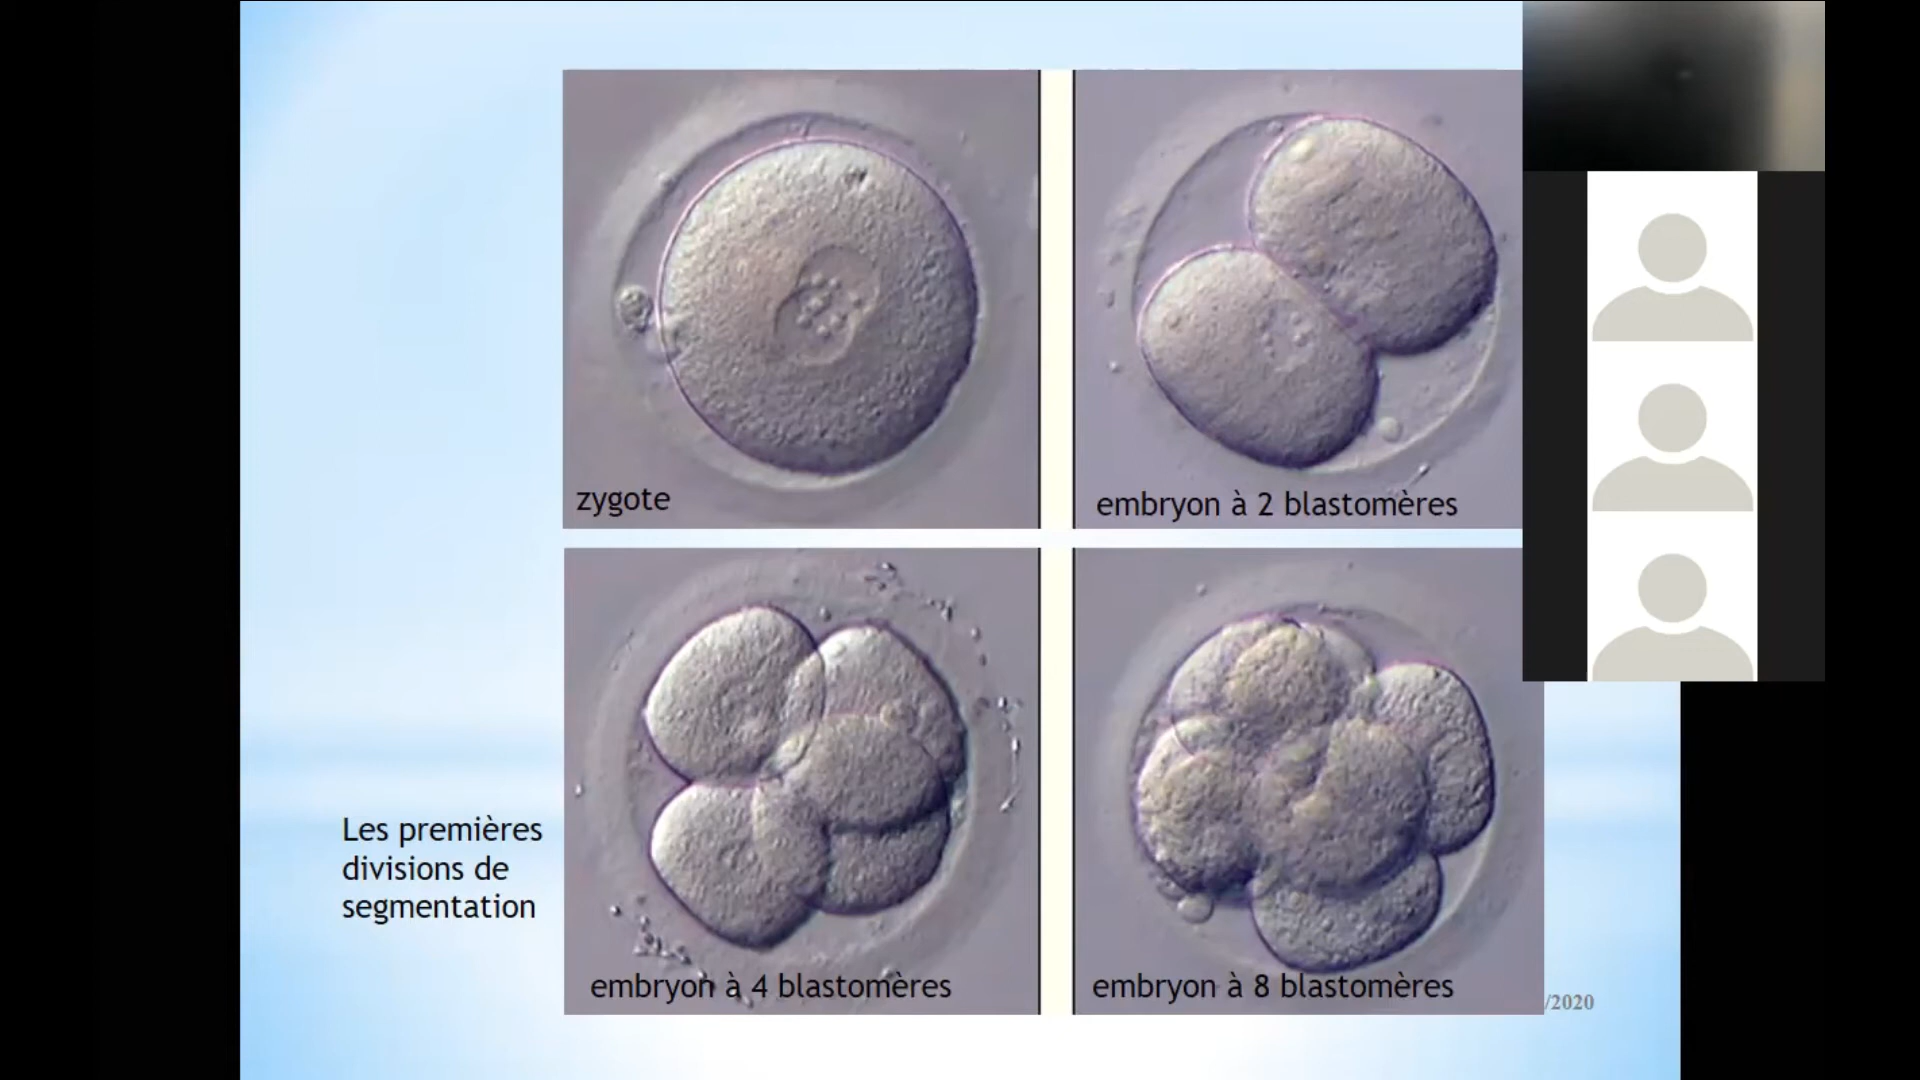 zygote
embryon à 2 blastomères
Les premières
divisions de
segmentation
embryon à 4 blastomères
embryon à 8 blastomères
/2020